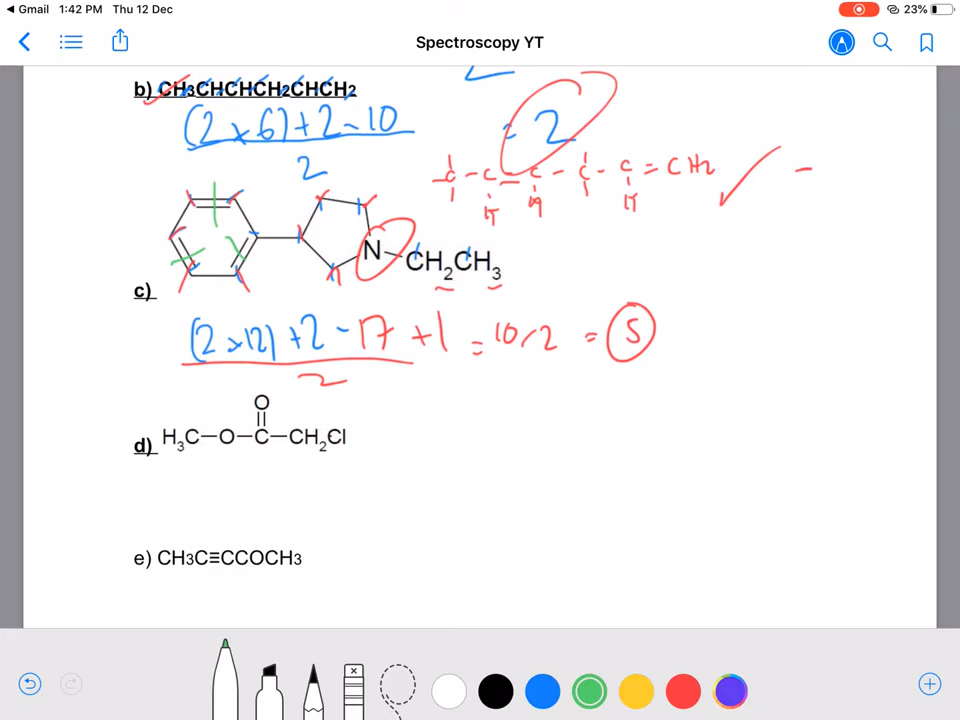 Gmail 1:42 PM Thu 12 Dec 23%
Spectroscopy YT
b) CH3CHCHCH2CHCH2
(2 x 6) + 2 - 10
2
= 2
C - C = C - C - C = CH2
H H H
N - CH2CH3
c)
(2 x 12) + 2 - 17 + 1 = 10/2 = 5
2
O
d) H3C-O-C-CH2Cl
e) CH3C≡CCOCH3